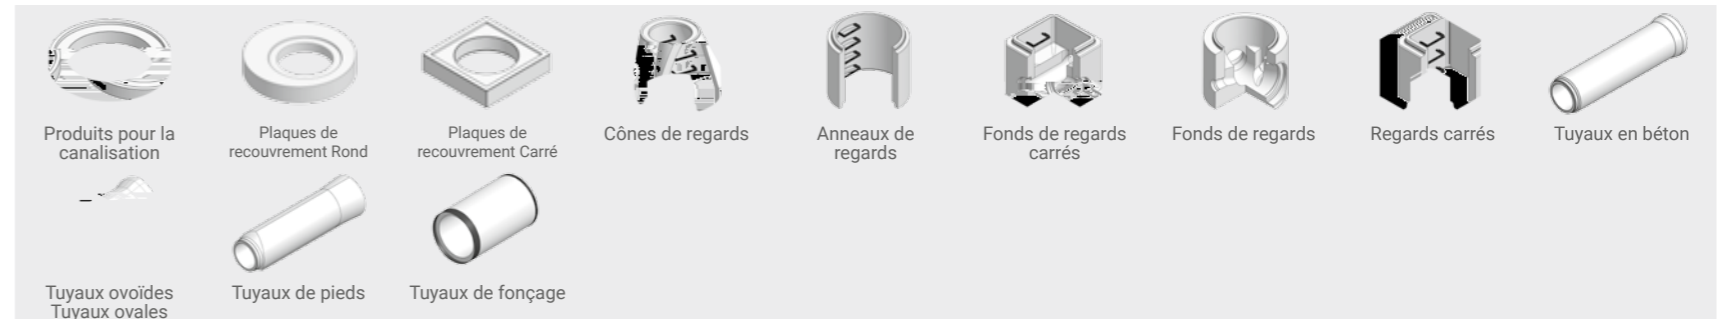 Produits pour la
canalisation
Plaques de
recouvrement Rond
Plaques de
recouvrement Carré
Cônes de regards
Anneaux de
regards
Fonds de regards
carrés
Fonds de regards
Regards carrés
Tuyaux en béton
Tuyaux ovoïdes
Tuyaux ovales
Tuyaux de pieds
Tuyaux de fonçage